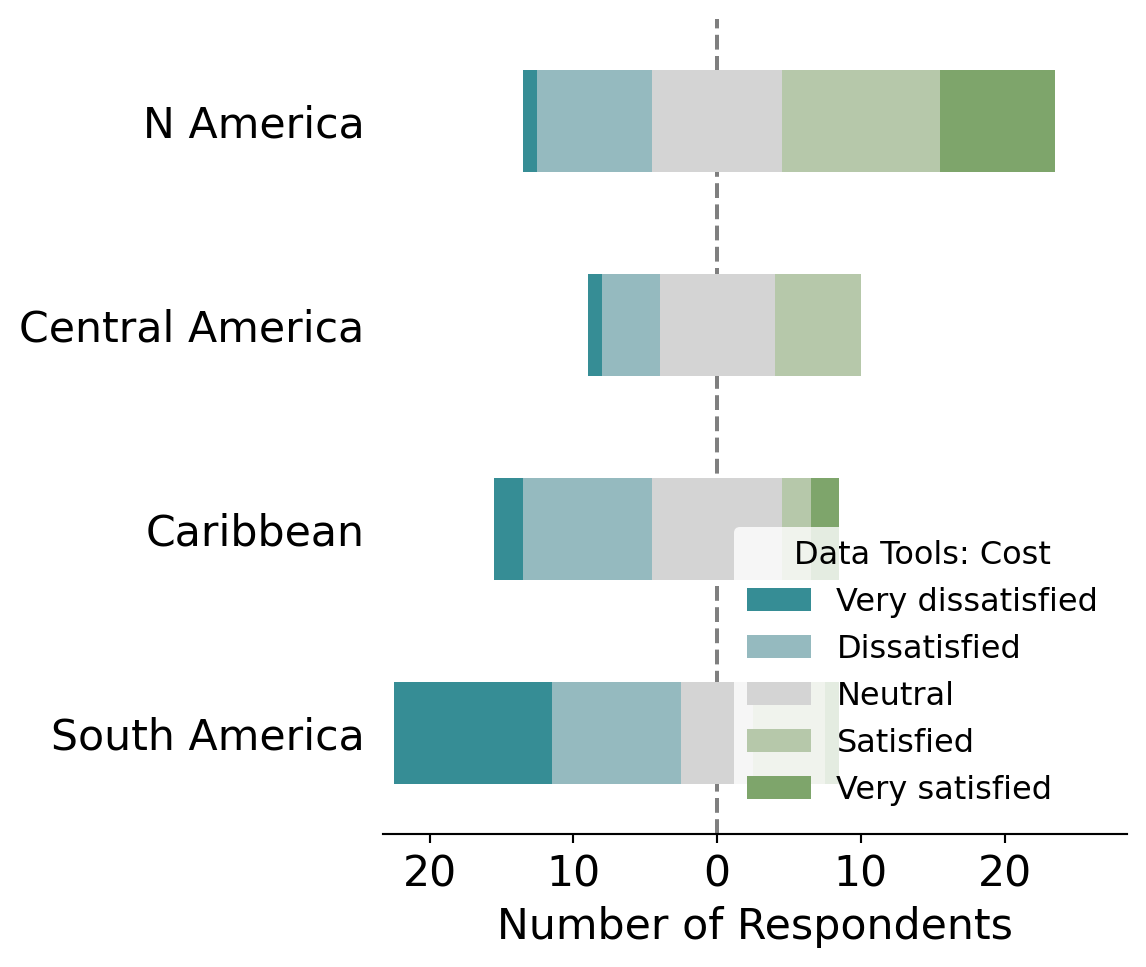 N America
Central America
Caribbean
South America
Data Tools: Cost
Very dissatisfied
Dissatisfied
Neutral
Satisfied
Very satisfied
20 10 0 10 20
Number of Respondents